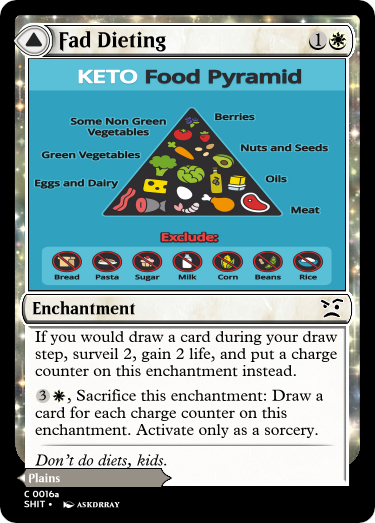 Fad Dieting 1
KETO Food Pyramid
Some Non Green
Vegetables
Berries
Green Vegetables
Nuts and Seeds
Eggs and Dairy
Oils
Meat
Exclude:
Bread Pasta Sugar Milk Corn Beans Rice
Enchantment
If you would draw a card during your draw
step, surveil 2, gain 2 life, and put a charge
counter on this enchantment instead.
3, Sacrifice this enchantment: Draw a
card for each charge counter on this
enchantment. Activate only as a sorcery.
Don't do diets, kids.
Plains
C 0016a
SHIT • ASKDRRAY